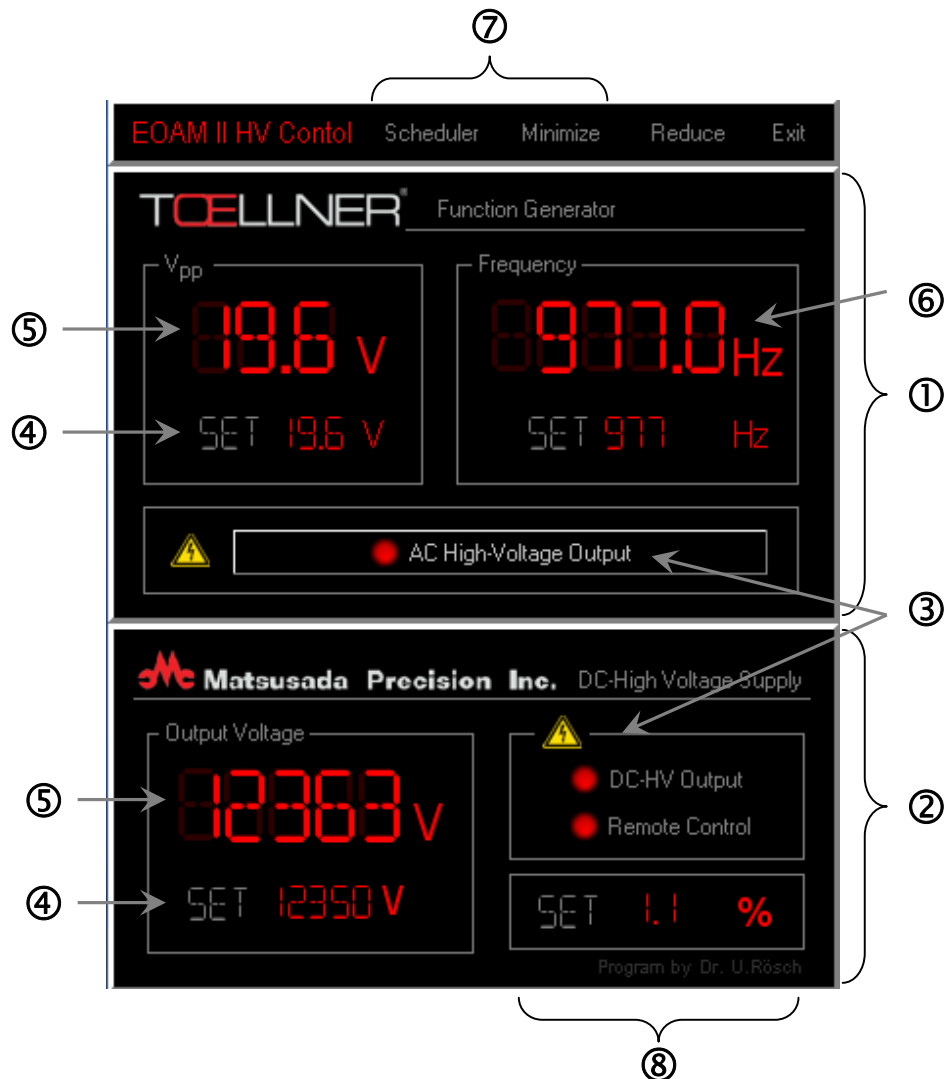 ⑦
EOAM II HV Contol Scheduler Minimize Reduce Exit
TŒLLNER® Function Generator
Vpp Frequency
⑤ 19.6 V 977.0 Hz ⑥
①
④ SET 19.6 V SET 977 Hz
AC High-Voltage Output
③
Matsusada Precision Inc. DC-High Voltage Supply
Output Voltage
⑤ 12363 V DC-HV Output
②
Remote Control
④ SET 12350 V SET 1.1 %
Program by Dr. U.Rösch
⑧